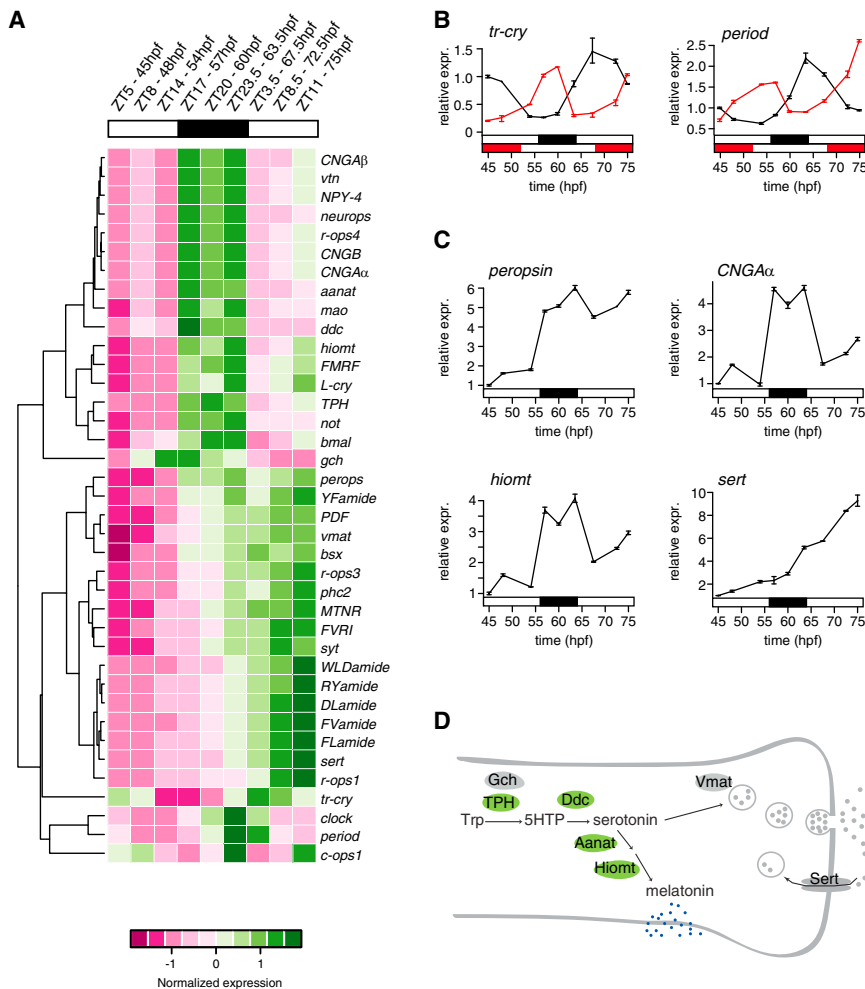 A
ZT5 - 45hpf
ZT8 - 48hpf
ZT14 - 54hpf
ZT17 - 57hpf
ZT20 - 60hpf
ZT23.5 - 63.5hpf
ZT3.5 - 67.5hpf
ZT8.5 - 72.5hpf
ZT11 - 75hpf
CNGAβ
vtn
NPY-4
neurops
r-ops4
CNGB
CNGAα
aanat
mao
ddc
hiomt
FMRF
L-cry
TPH
not
bmal
gch
perops
YFamide
PDF
vmat
bsx
r-ops3
phc2
MTNR
FVRI
syt
WLDamide
RYamide
DLamide
FVamide
FLamide
sert
r-ops1
tr-cry
clock
period
c-ops1
-1 0 1
Normalized expression
B
tr-cry
relative expr.
1.5
1.0
0.5
0
45 50 55 60 65 70 75
time (hpf)
period
relative expr.
2.5
2.0
1.5
1.0
0.5
45 50 55 60 65 70 75
time (hpf)
C
peropsin
relative expr.
6
5
4
3
2
1
45 50 55 60 65 70 75
time (hpf)
CNGAα
relative expr.
4
3
2
1
45 50 55 60 65 70 75
time (hpf)
hiomt
relative expr.
4
3
2
1
45 50 55 60 65 70 75
time (hpf)
sert
relative expr.
10
8
6
4
2
45 50 55 60 65 70 75
time (hpf)
D
Gch
TPH
Ddc
Vmat
Trp 5HTP serotonin
Aanat
Hiomt
melatonin
Sert